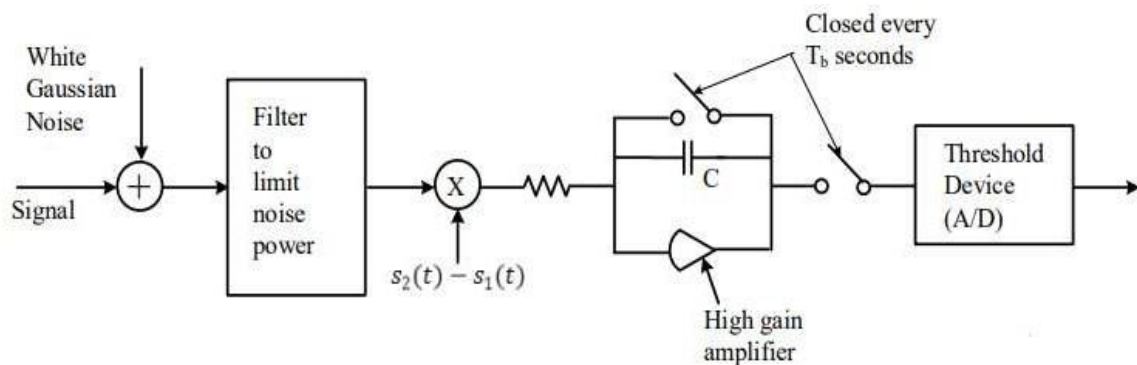 White
Gaussian
Noise
Signal
+
Filter
to
limit
noise
power
X
s₂(t) − s₁(t)
C
High gain
amplifier
Closed every
T_b seconds
Threshold
Device
(A/D)